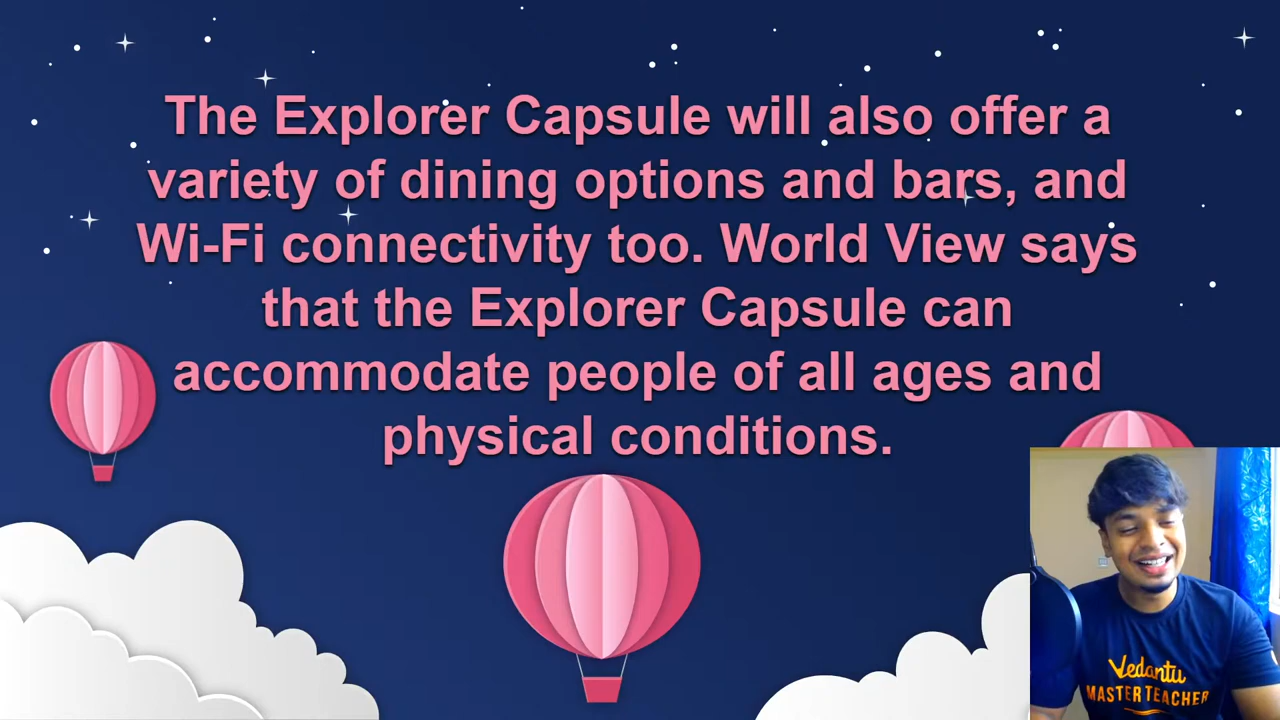 The Explorer Capsule will also offer a
variety of dining options and bars, and
Wi-Fi connectivity too. World View says
that the Explorer Capsule can
accommodate people of all ages and
physical conditions.
Vedantu
MASTER TEACHER